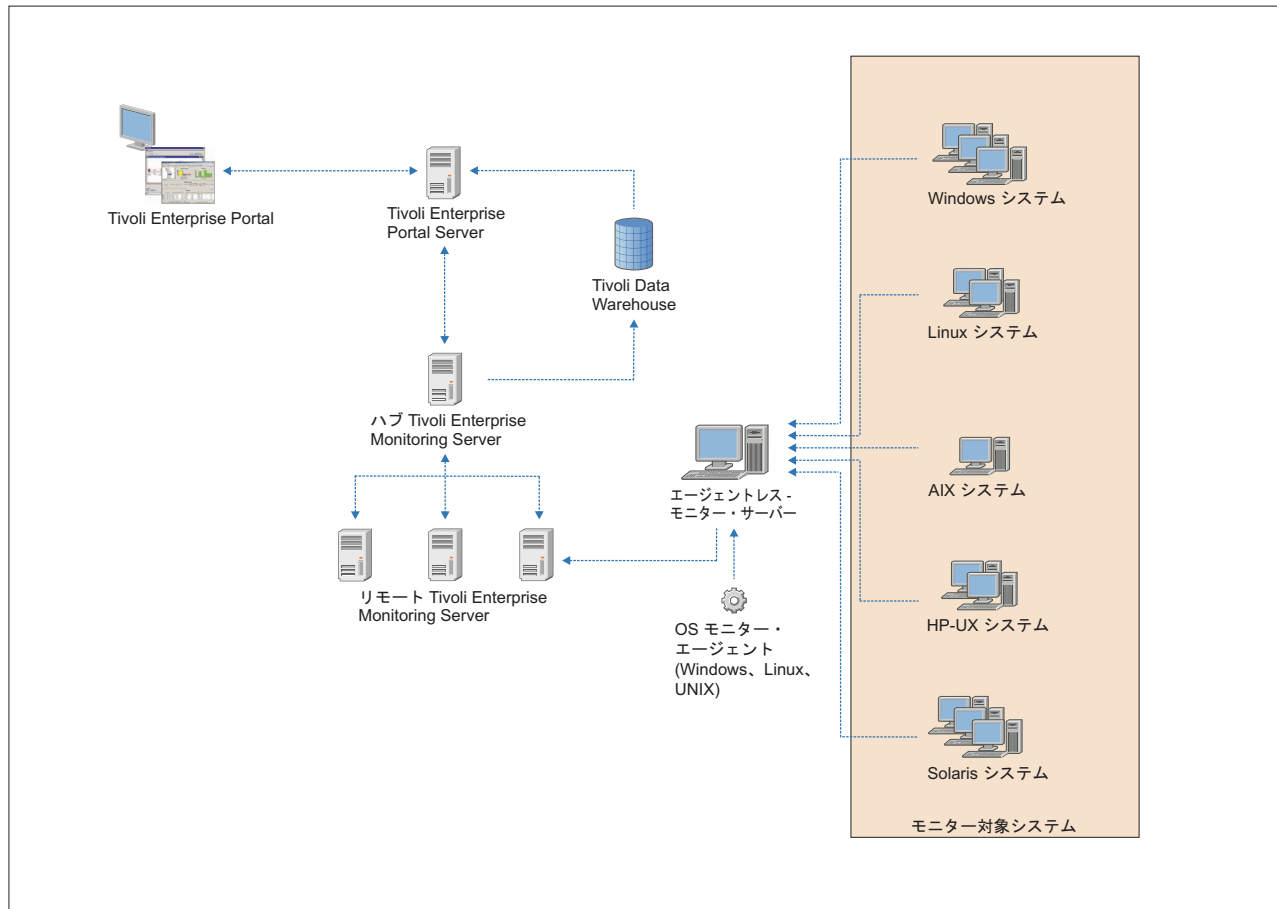 Tivoli Enterprise Portal
Tivoli Enterprise
Portal Server
Tivoli Data
Warehouse
ハブ Tivoli Enterprise
Monitoring Server
リモート Tivoli Enterprise
Monitoring Server
エージェントレス -
モニター・サーバー
OS モニター・
エージェント
(Windows、Linux、
UNIX)
Windows システム
Linux システム
AIX システム
HP-UX システム
Solaris システム
モニター対象システム